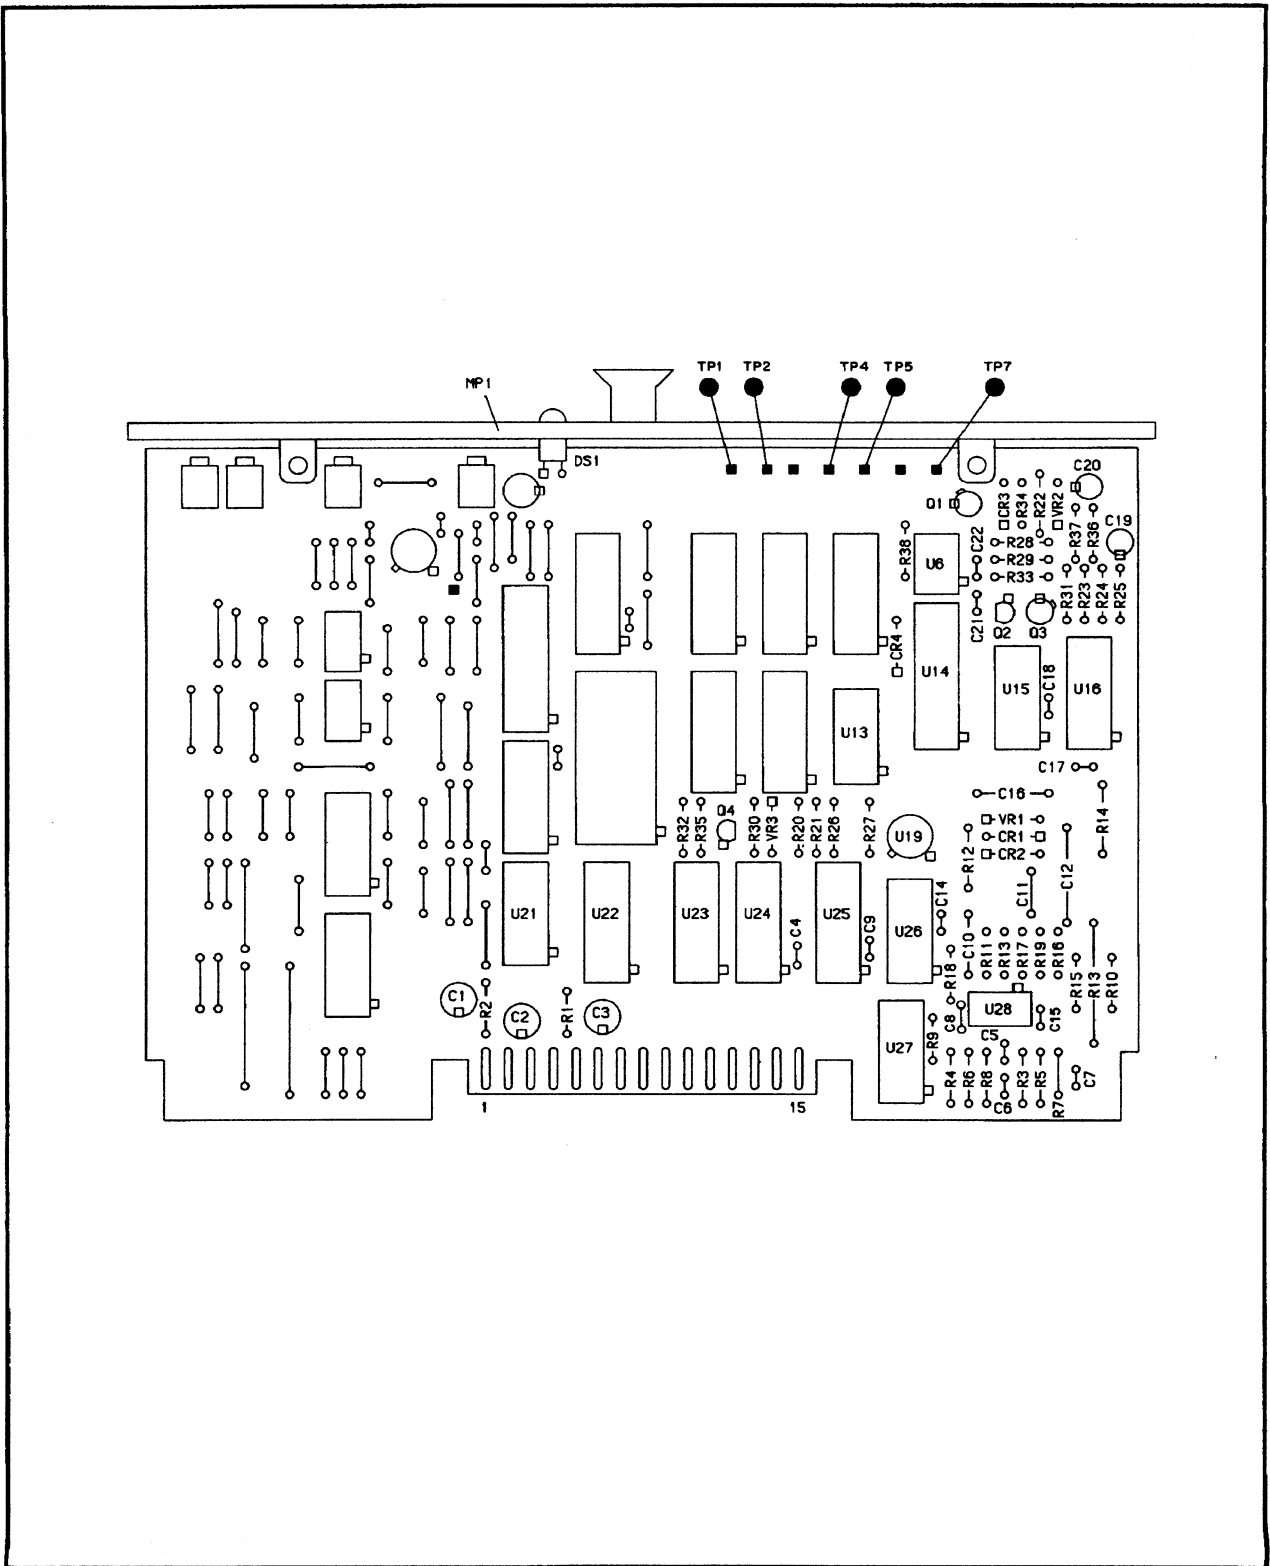 TP1 TP2 TP4 TP5 TP7
MP1
DS1
C20
Q1
CR3
R34
R22
VR2
R37
R36
C19
R38
U6
C22
R28
R29
R33
R31
R23
R24
R25
C21
Q2
Q3
CR4
U14
U15
C18
U16
U13
C17
C16
R14
R32
R35
Q4
R30
VR3
R20
R21
R26
R27
U19
VR1
CR1
CR2
R12
C11
C12
U21
U22
U23
U24
C4
U25
C9
U26
C14
C10
R11
R13
R17
R19
R16
R18
R15
R13
R10
C1
R2
C2
R1
C3
U27
R9
C8
U28
C15
C5
R4
R6
R8
C6
R3
R5
R7
C7
1 15